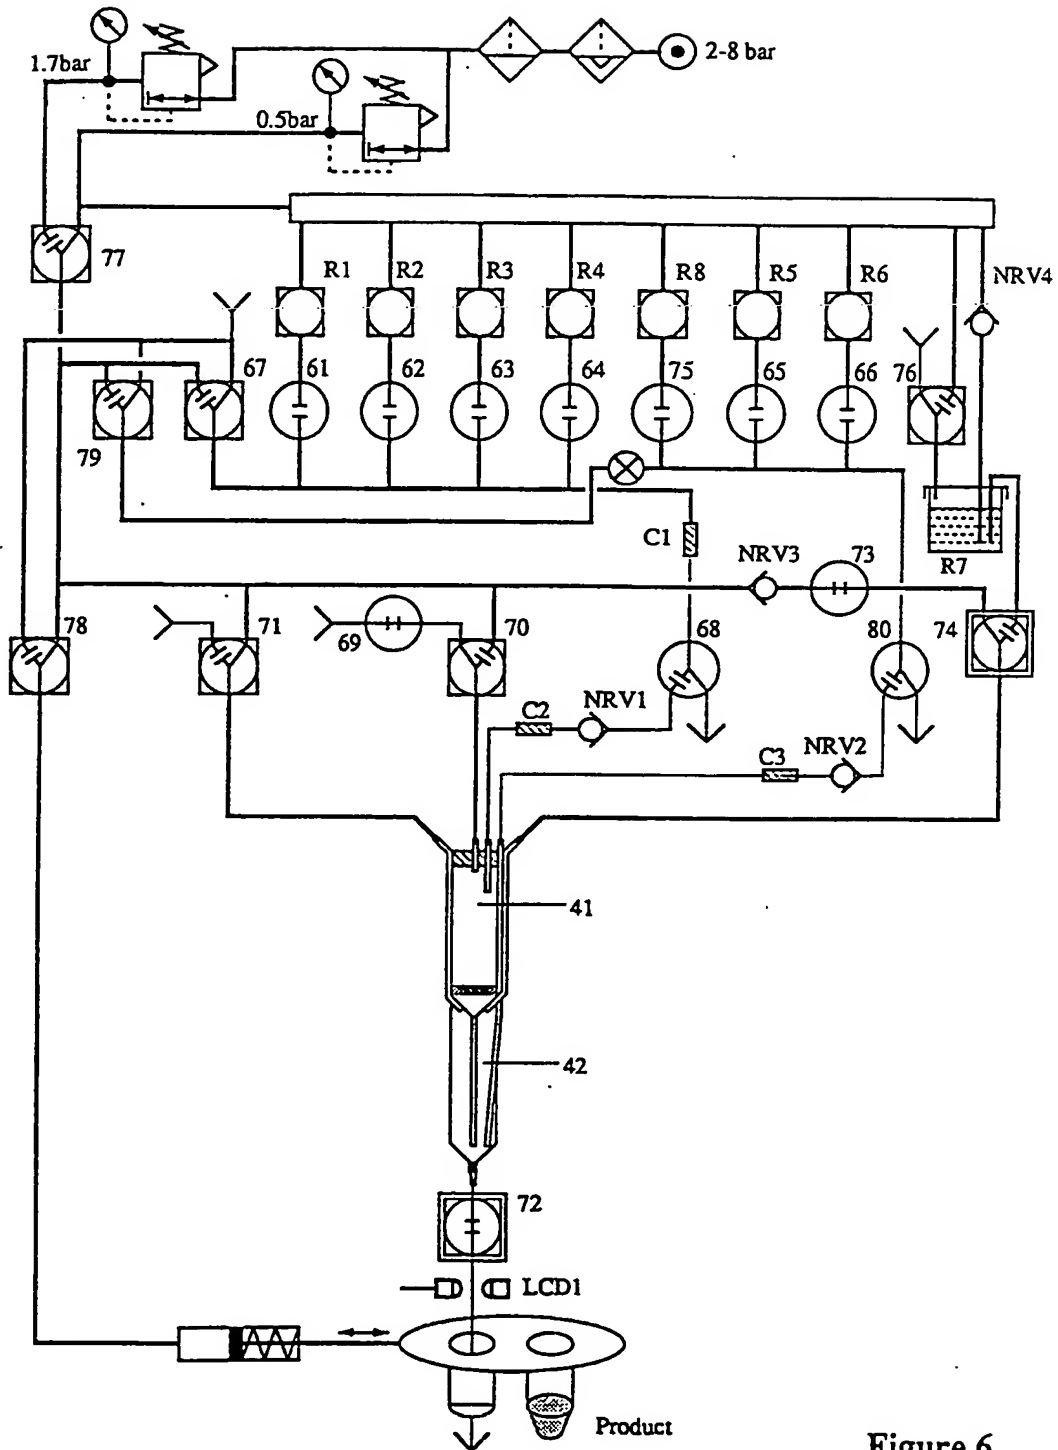 2-8 bar
1.7bar
0.5bar
77
R1 R2 R3 R4 R8 R5 R6 NRV4
67 61 62 63 64 75 65 66 76
79
C1
R7
NRV3 73
78 71 69 70 68 80 74
C2 NRV1
C3 NRV2
41
42
72
LCD1
Product
Figure 6